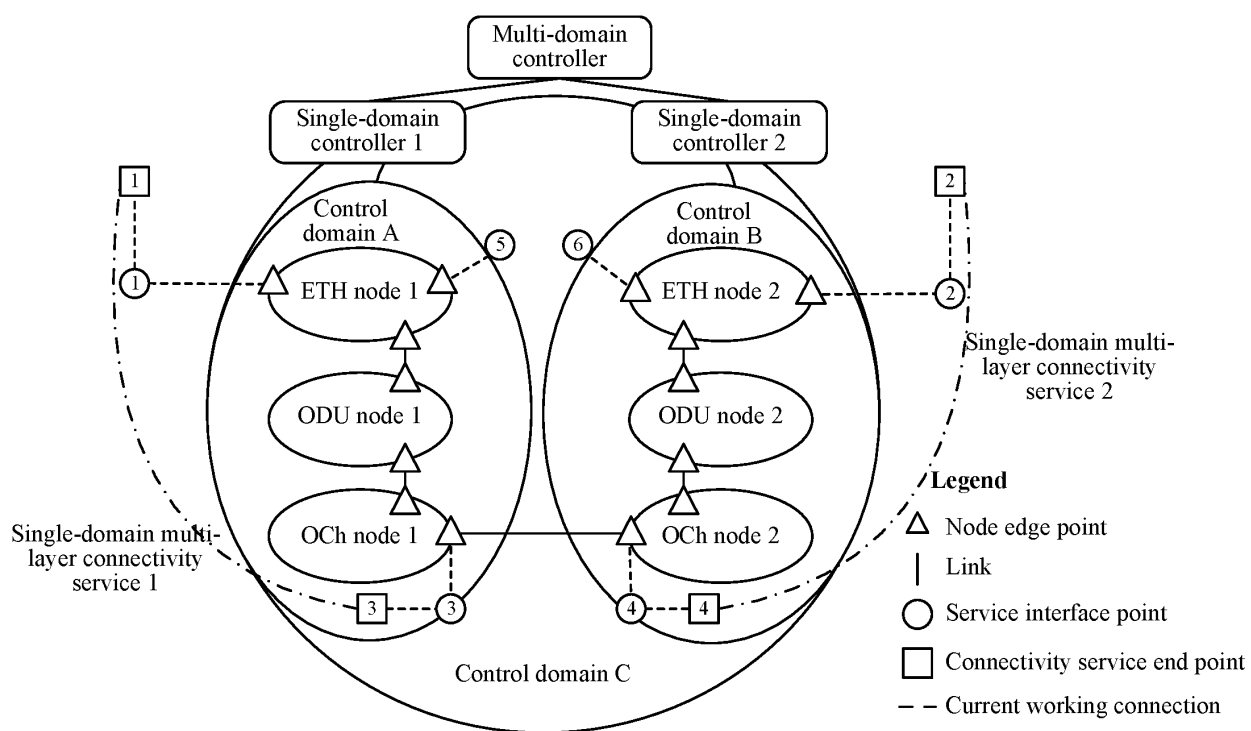 Multi-domain
controller
Single-domain
controller 1
Single-domain
controller 2
1
2
Control
domain A
Control
domain B
5
6
1
ETH node 1
ETH node 2
2
Single-domain multi-
layer connectivity
service 2
ODU node 1
ODU node 2
Single-domain multi-
layer connectivity
service 1
OCh node 1
OCh node 2
3
3
4
4
Control domain C
Legend
Node edge point
Link
Service interface point
Connectivity service end point
Current working connection